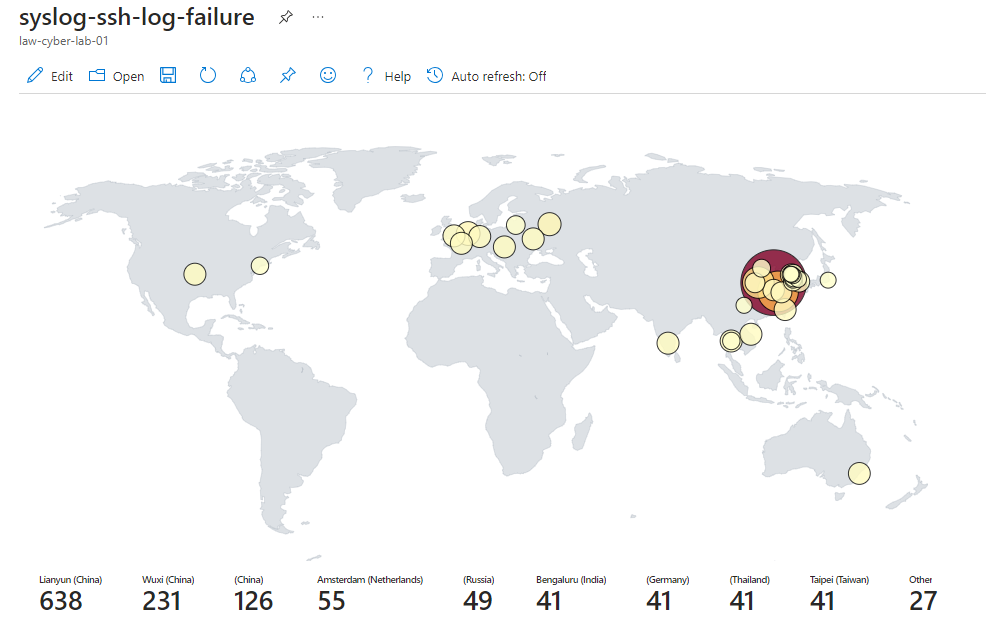 syslog-ssh-log-failure
law-cyber-lab-01
Edit Open Help Auto refresh: Off
Lianyun (China) Wuxi (China) (China) Amsterdam (Netherlands) (Russia) Bengaluru (India) (Germany) (Thailand) Taipei (Taiwan) Other
638 231 126 55 49 41 41 41 41 27